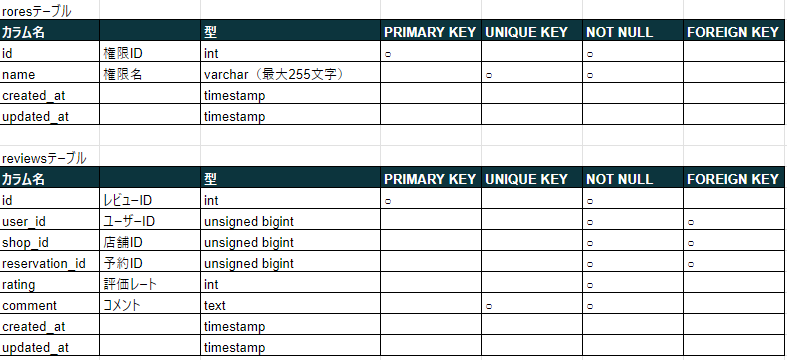 roresテーブル
カラム名 型 PRIMARY KEY UNIQUE KEY NOT NULL FOREIGN KEY
id 権限ID int ○ ○
name 権限名 varchar（最大255文字） ○ ○
created_at timestamp
updated_at timestamp
reviewsテーブル
カラム名 型 PRIMARY KEY UNIQUE KEY NOT NULL FOREIGN KEY
id レビューID int ○ ○
user_id ユーザーID unsigned bigint ○ ○
shop_id 店舗ID unsigned bigint ○ ○
reservation_id 予約ID unsigned bigint ○ ○
rating 評価レート int ○
comment コメント text ○ ○
created_at timestamp
updated_at timestamp